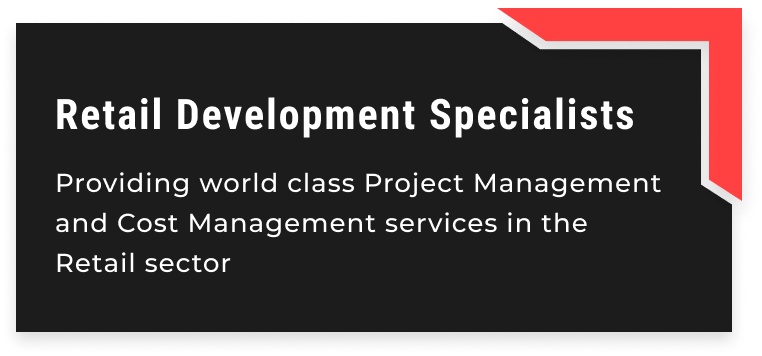 Retail Development Specialists
Providing world class Project Management
and Cost Management services in the
Retail sector